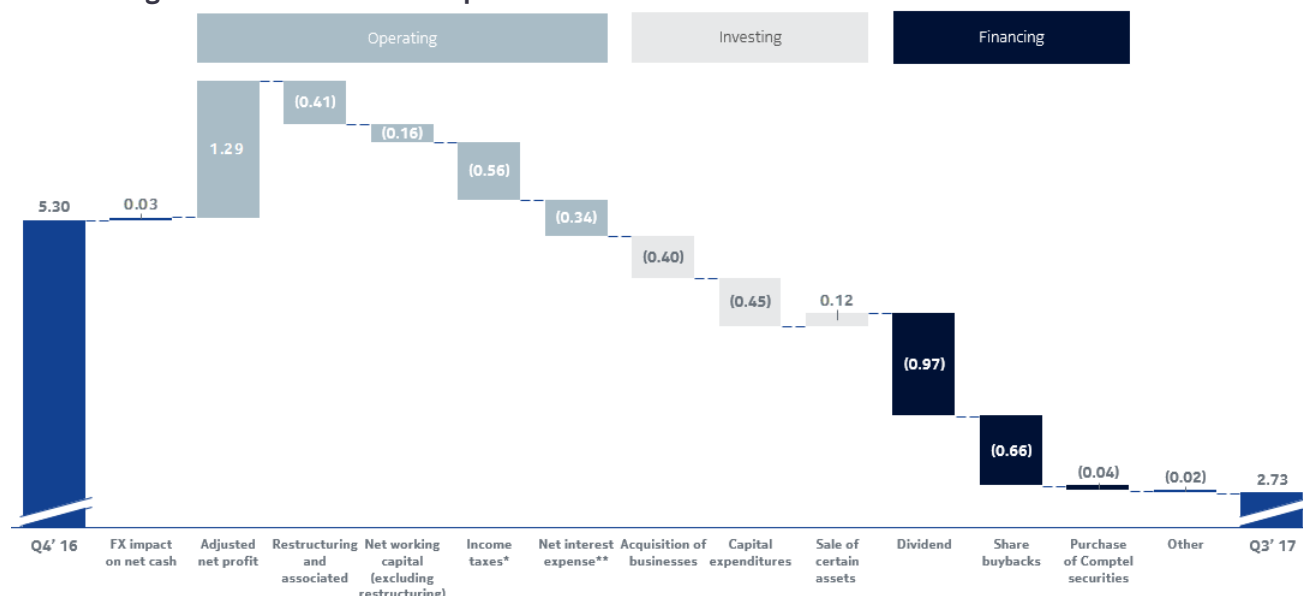 Operating
Investing
Financing
5.30
0.03
1.29
(0.41)
(0.16)
(0.56)
(0.34)
(0.40)
(0.45)
0.12
(0.97)
(0.66)
(0.04)
(0.02)
2.73
Q4’ 16
FX impact
on net cash
Adjusted
net profit
Restructuring
and
associated
Net working
capital
(excluding
restructuring)
Income
taxes*
Net interest
expense**
Acquisition of
businesses
Capital
expenditures
Sale of
certain
assets
Dividend
Share
buybacks
Purchase
of Comptel
securities
Other
Q3’ 17